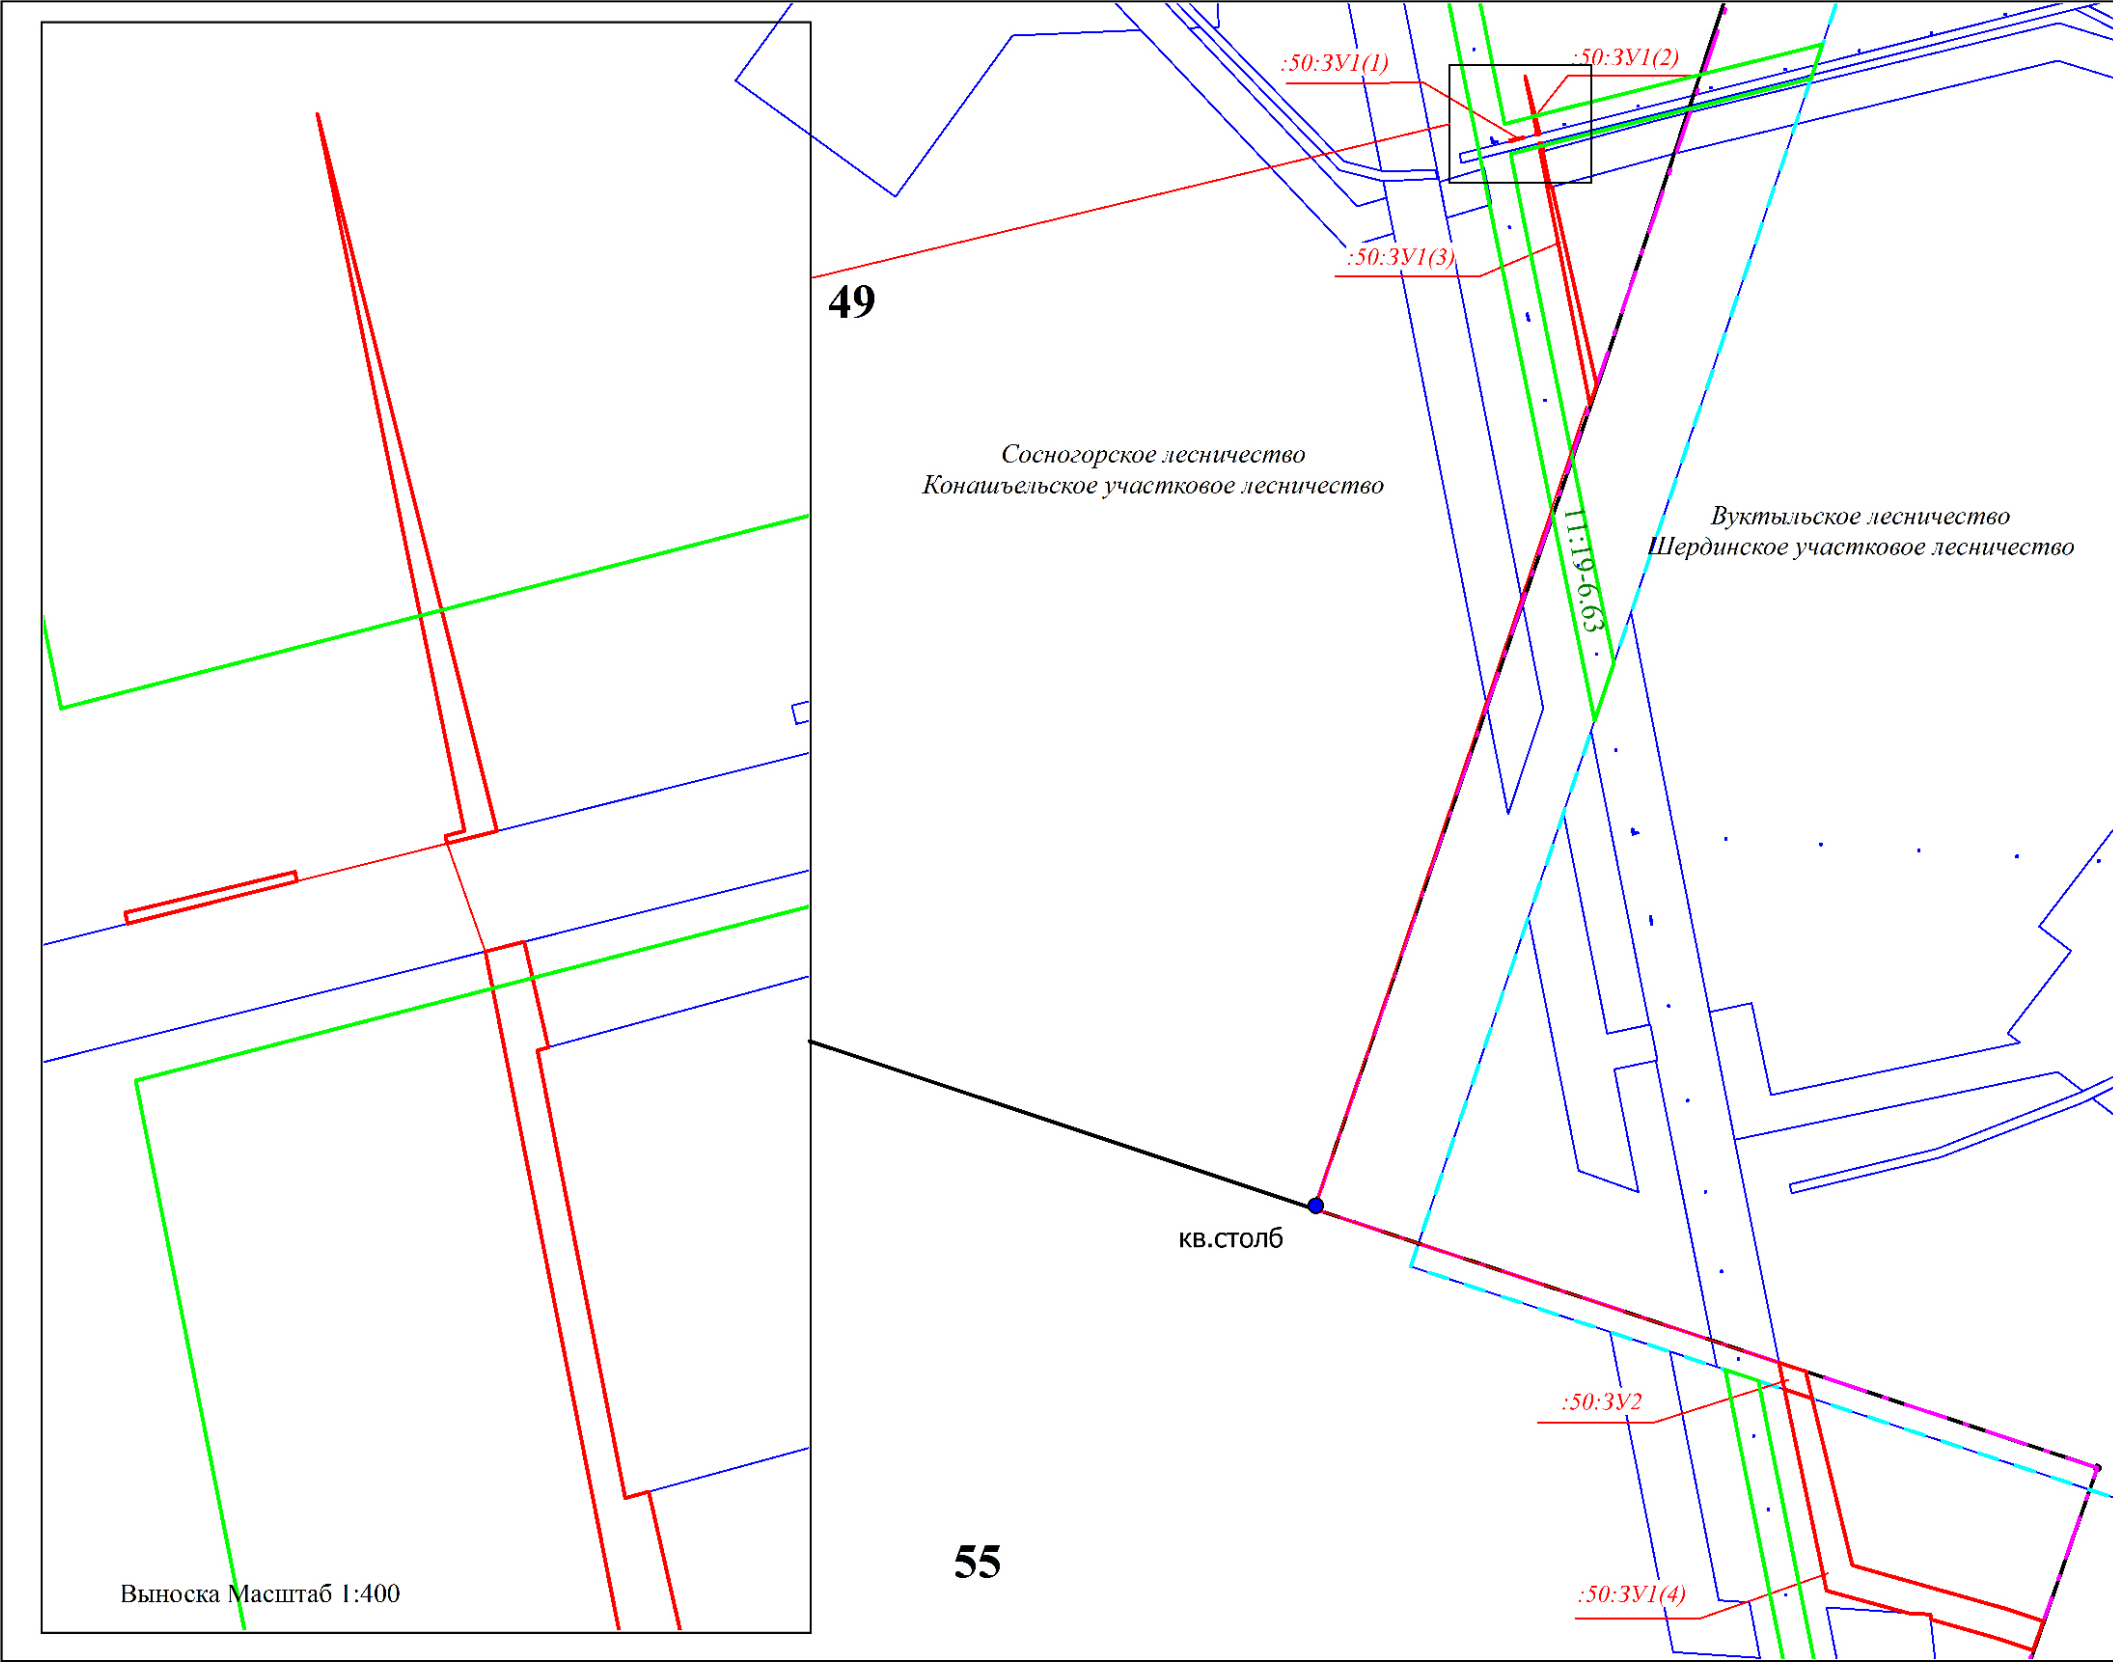 :50:ЗУ1(1)
:50:ЗУ1(2)
:50:ЗУ1(3)
49
Сосногорское лесничество
Конашъельское участковое лесничество
Вуктыльское лесничество
Шердинское участковое лесничество
11:19-6.63
кв.столб
:50:ЗУ2
55
:50:ЗУ1(4)
Выноска Масштаб 1:400